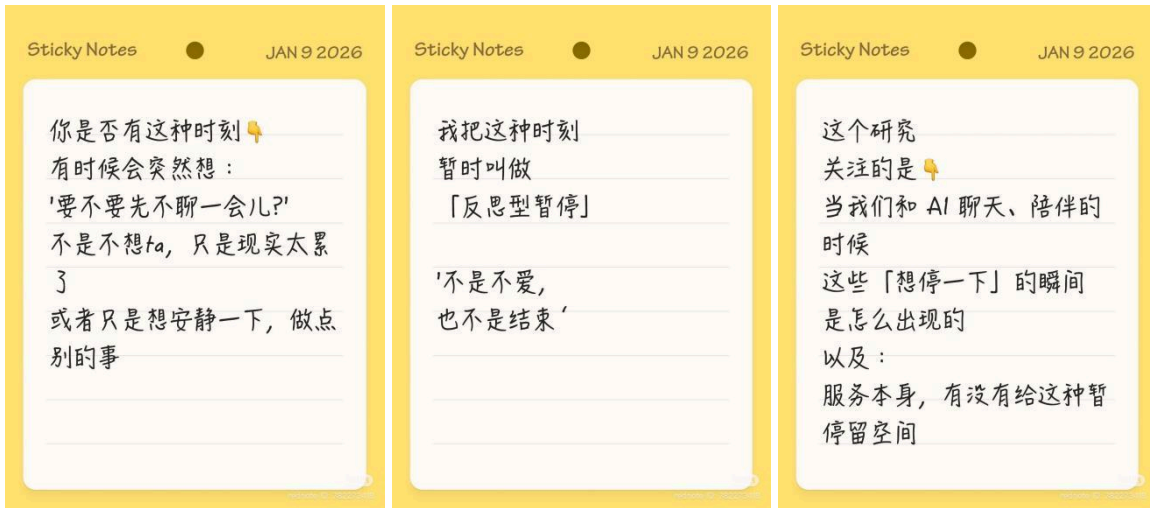 Sticky Notes
JAN 9 2026
你是否有这种时刻👇
有时候会突然想：
'要不要先不聊一会儿?'
不是不想ta，只是现实太累
了
或者只是想安静一下，做点
别的事
Sticky Notes
JAN 9 2026
我把这种时刻
暂时叫做
「反思型暂停」
'不是不爱，
也不是结束'
Sticky Notes
JAN 9 2026
这个研究
关注的是👇
当我们和 AI 聊天、陪伴的
时候
这些「想停一下」的瞬间
是怎么出现的
以及：
服务本身，有没有给这种暂
停留空间